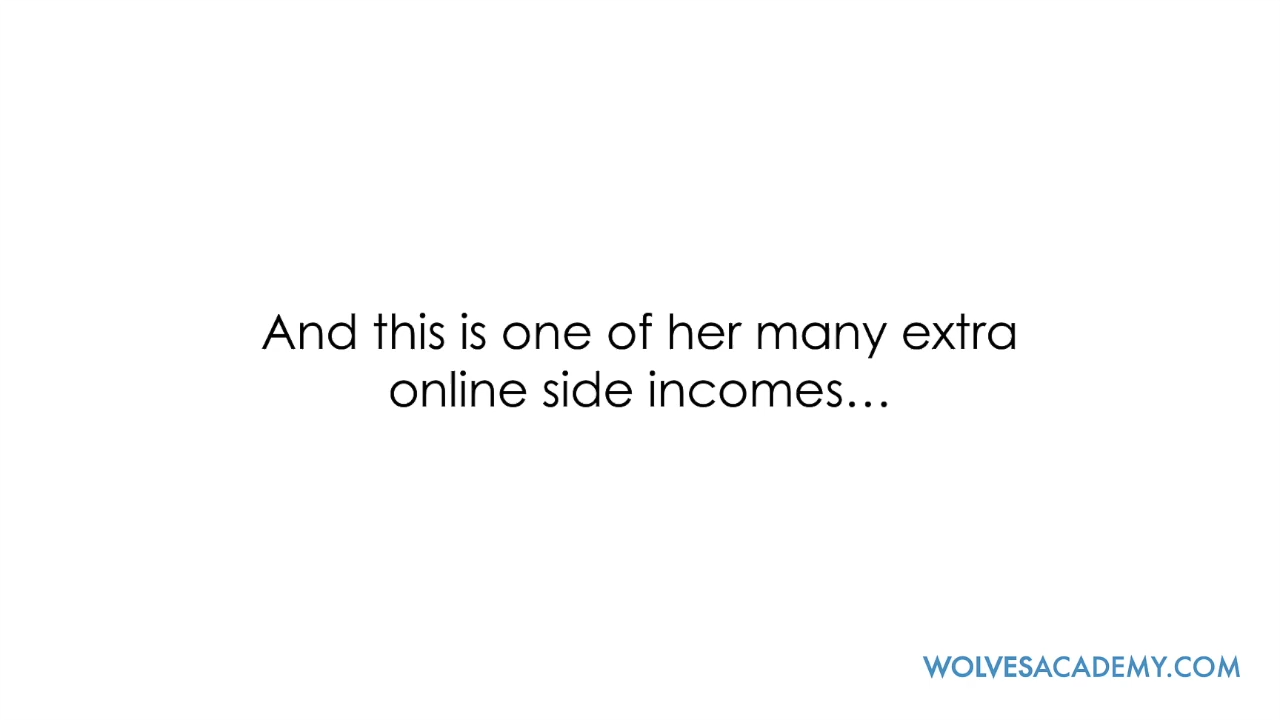 And this is one of her many extra
online side incomes...
WOLVESACADEMY.COM